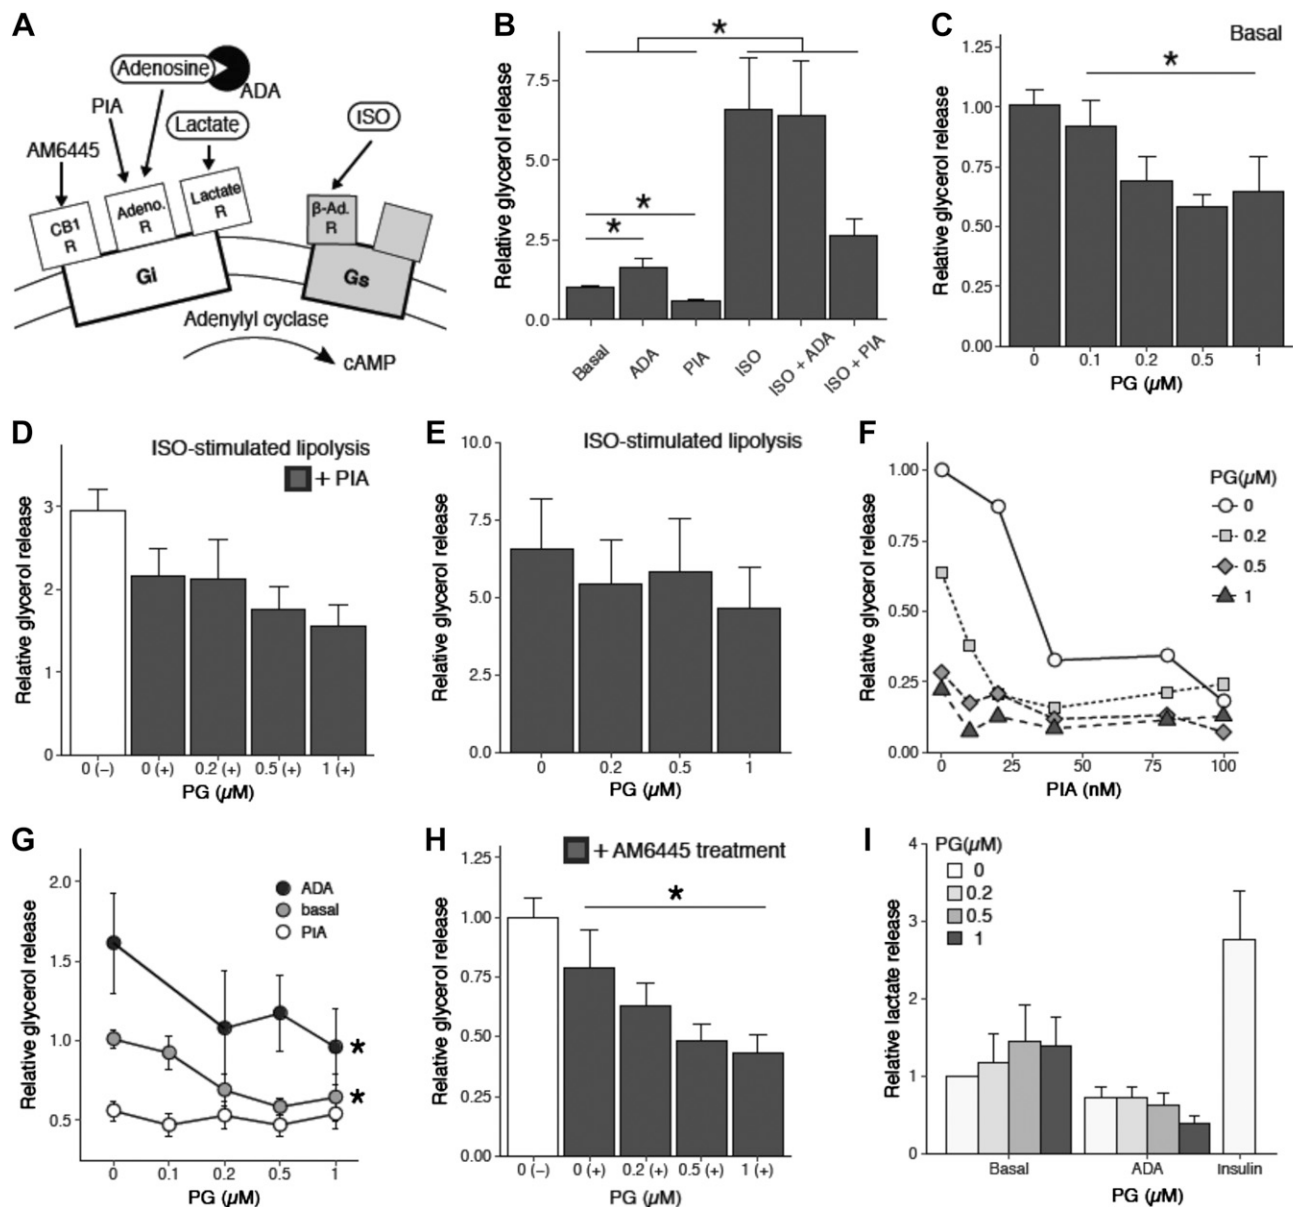 A
Adenosine
ADA
PIA
Lactate
ISO
AM6445
CB1
R
Adeno.
R
Lactate
R
β-Ad.
R
Gi
Gs
Adenylyl cyclase
cAMP
B
Relative glycerol release
7.5
5.0
2.5
0.0
*
*
*
Basal
ADA
PIA
ISO
ISO + ADA
ISO + PIA
C
Basal
Relative glycerol release
1.25
1.00
0.75
0.50
0.25
0.00
*
0 0.1 0.2 0.5 1
PG (µM)
D
ISO-stimulated lipolysis
+ PIA
Relative glycerol release
3
2
1
0
0 (–) 0 (+) 0.2 (+) 0.5 (+) 1 (+)
PG (µM)
E
ISO-stimulated lipolysis
Relative glycerol release
10.0
7.5
5.0
2.5
0.0
0 0.2 0.5 1
PG (µM)
F
PG(µM)
0
0.2
0.5
1
Relative glycerol release
1.00
0.75
0.50
0.25
0.00
0 25 50 75 100
PIA (nM)
G
ADA
basal
PIA
Relative glycerol release
2.0
1.5
1.0
0.5
*
*
0 0.1 0.2 0.5 1
PG (µM)
H
+ AM6445 treatment
Relative glycerol release
1.25
1.00
0.75
0.50
0.25
0.00
*
0 (–) 0 (+) 0.2 (+) 0.5 (+) 1 (+)
PG (µM)
I
PG(µM)
0
0.2
0.5
1
Relative lactate release
4
3
2
1
0
Basal ADA Insulin
PG (µM)